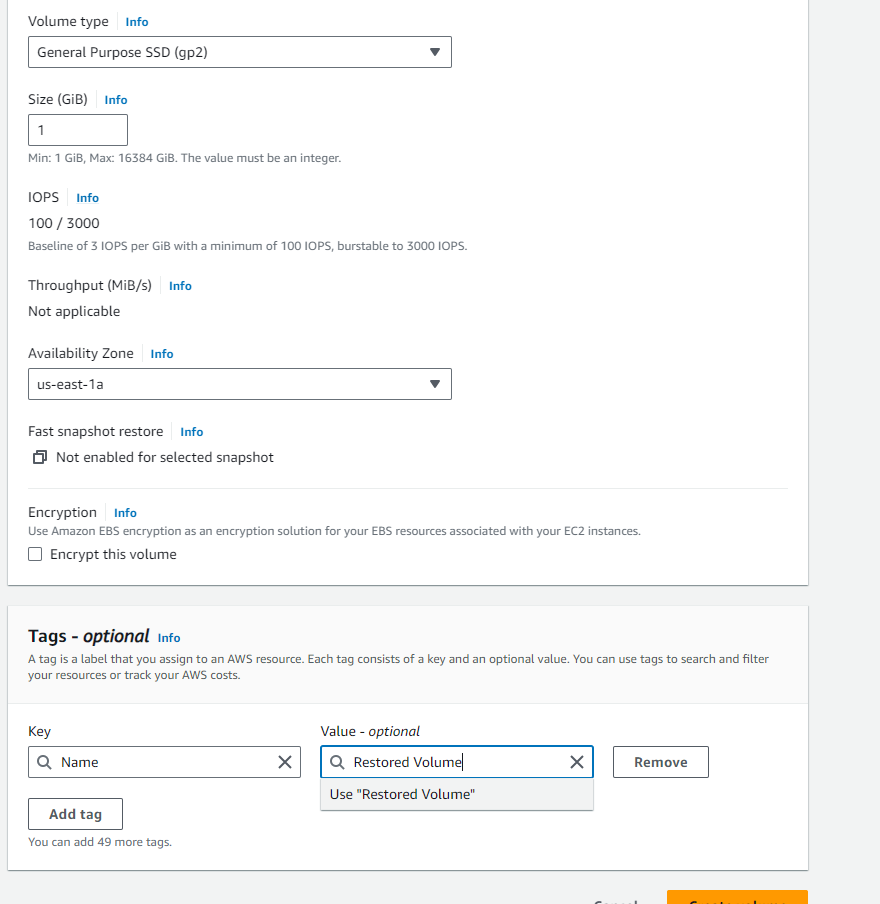 Volume type Info
General Purpose SSD (gp2)
Size (GiB) Info
1
Min: 1 GiB, Max: 16384 GiB. The value must be an integer.
IOPS Info
100 / 3000
Baseline of 3 IOPS per GiB with a minimum of 100 IOPS, burstable to 3000 IOPS.
Throughput (MiB/s) Info
Not applicable
Availability Zone Info
us-east-1a
Fast snapshot restore Info
Not enabled for selected snapshot
Encryption Info
Use Amazon EBS encryption as an encryption solution for your EBS resources associated with your EC2 instances.
Encrypt this volume
Tags - optional Info
A tag is a label that you assign to an AWS resource. Each tag consists of a key and an optional value. You can use tags to search and filter
your resources or track your AWS costs.
Key Value - optional
Name Restored Volume Remove
Use "Restored Volume"
Add tag
You can add 49 more tags.
Cancel Create volume